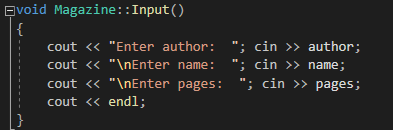 void Magazine::Input()
{
    cout << "Enter author:  "; cin >> author;
    cout << "\nEnter name:  "; cin >> name;
    cout << "\nEnter pages:  "; cin >> pages;
    cout << endl;
}